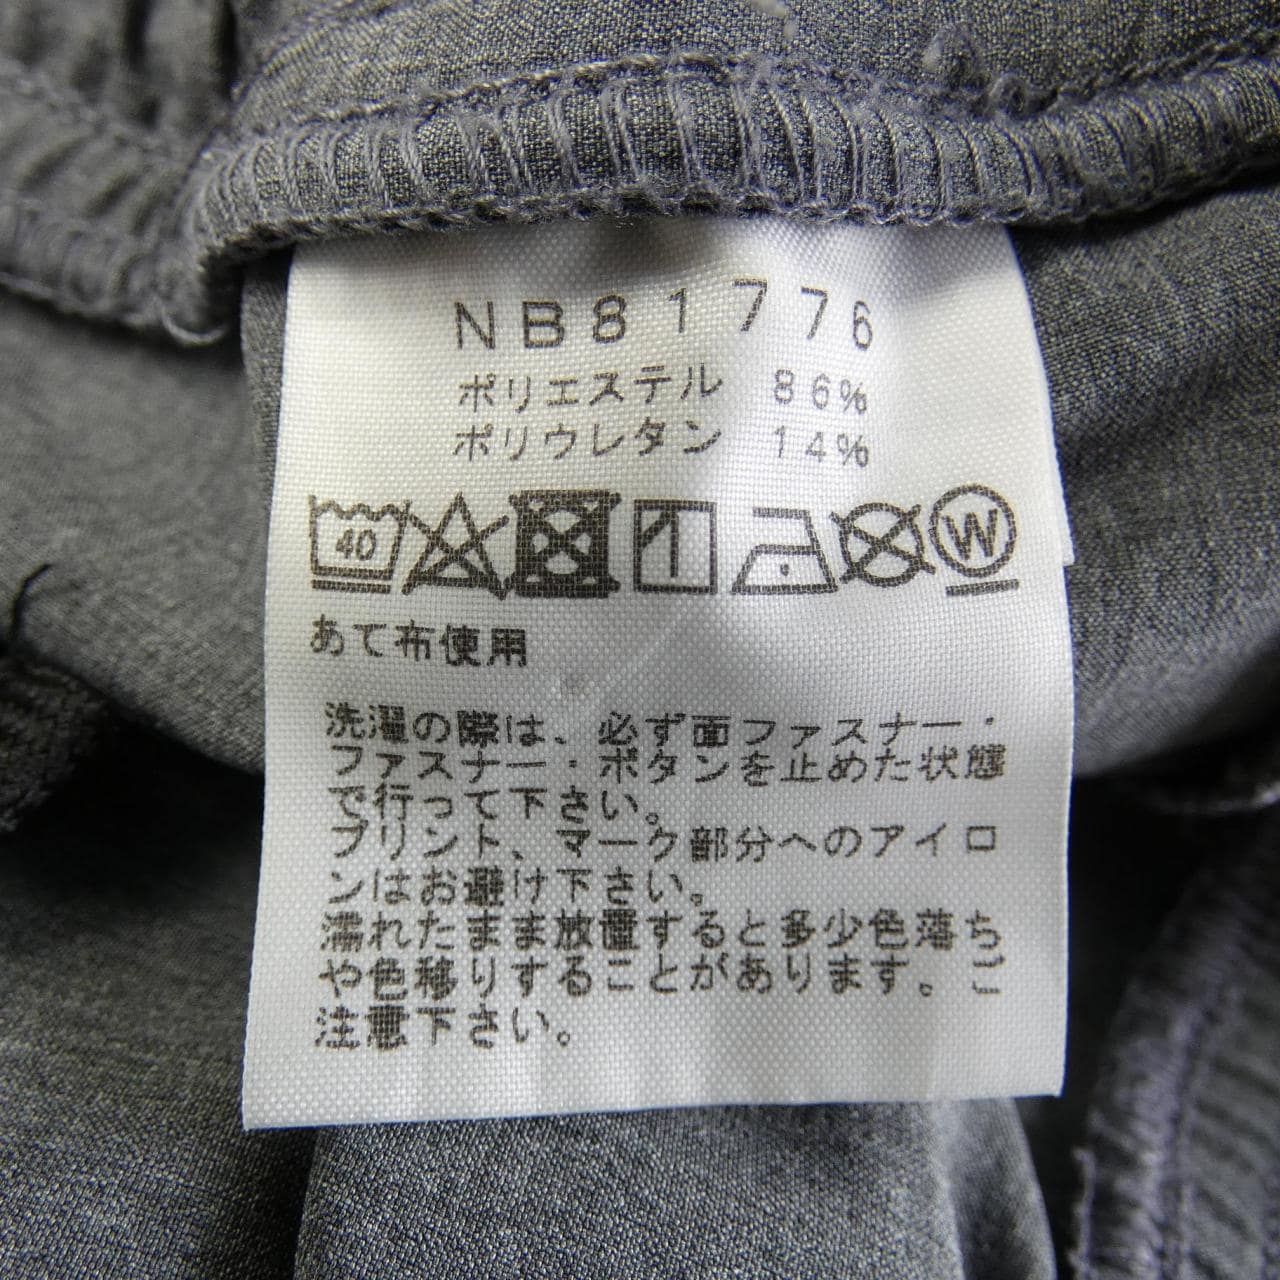 NB81776
ポリエステル 86%
ポリウレタン 14%
40 W
あて布使用
洗濯の際は、必ず面ファスナー・
ファスナー・ボタンを止めた状態
で行って下さい。
プリント、マーク部分へのアイロ
ンはお避け下さい。
濡れたまま放置すると多少色落ち
や色移りすることがあります。ご
注意下さい。